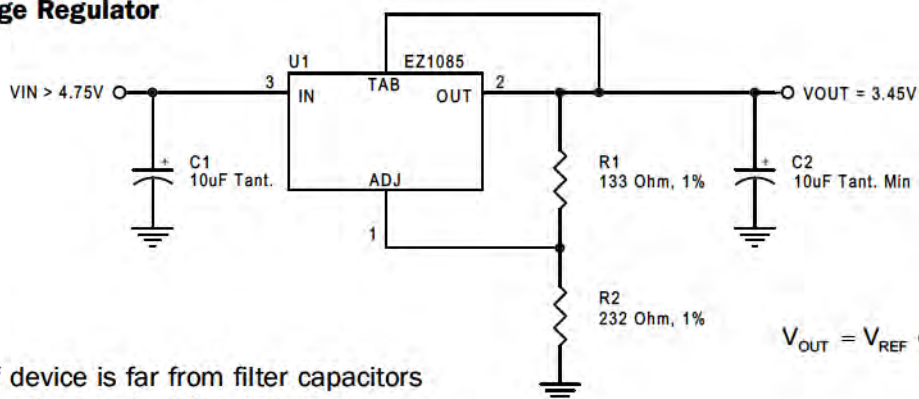 ge Regulator
U1
EZ1085
VIN > 4.75V
3
IN
TAB
OUT
2
VOUT = 3.45V
+
C1
10uF Tant.
ADJ
1
R1
133 Ohm, 1%
+
C2
10uF Tant. Min
R2
232 Ohm, 1%
V_OUT = V_REF
device is far from filter capacitors